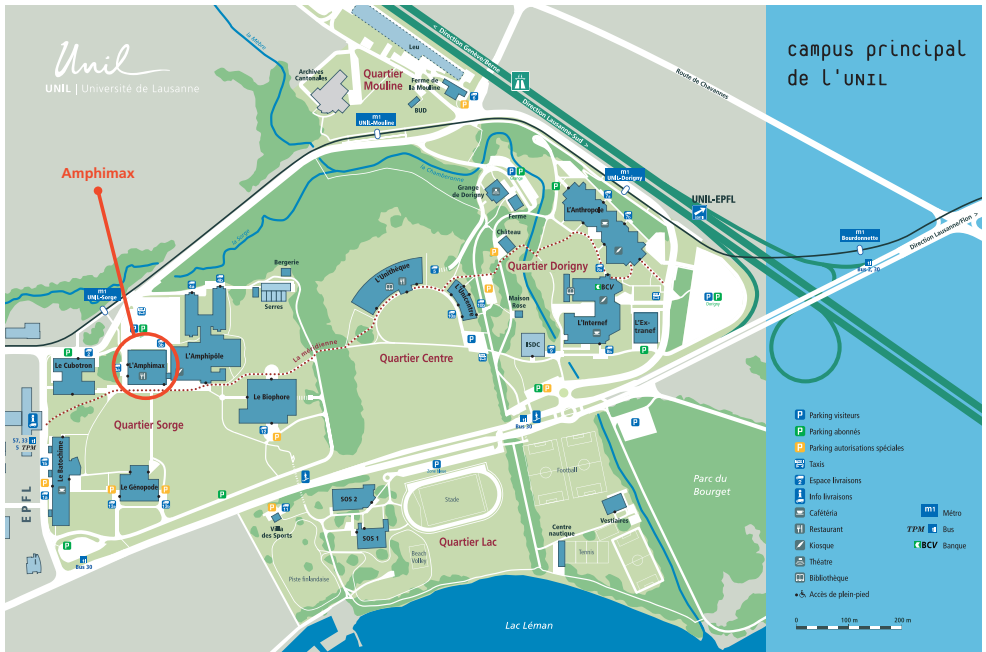 Unil
UNIL | Université de Lausanne
campus principal
de l'UNIL
Leu
< Direction Genève/Berne
Direction Lausanne-Sud >
Route de Chavannes
Archives
Cantonales
Quartier
Mouline
Ferme de
la Mouline
BUD
la Mèbre
m1
UNIL-Mouline
la Chamberonne
la Sorge
Amphimax
Grange
de Dorigny
Ferme
Château
L'Anthropole
m1
UNIL-Dorigny
UNIL-EPFL
m1
Bourdonnette
Direction Lausanne/Flon >
Bus 2, 30
Quartier Dorigny
BCV
L'Internef
L'Ex-
tranef
Dorigny
Maison
Rose
ISDC
L'Unithèque
L'Unicentre
Bergerie
Serres
m1
UNIL-Sorge
La méridienne
Quartier Centre
Le Cubotron
L'Amphimax
L'Amphipôle
Le Biophore
Quartier Sorge
Le Batochime
Le Génopode
EPFL
TPM
Bus 30
Bus 30
Villa
des Sports
SOS 2
SOS 1
Stade
Quartier Lac
Beach
Volley
Piste finlandaise
Football
Vestiaires
Centre
nautique
Tennis
Parc du
Bourget
Lac Léman
P Parking visiteurs
P Parking abonnés
P Parking autorisations spéciales
Taxis
Espace livraisons
Info livraisons
Cafétéria
Restaurant
Kiosque
Théatre
Bibliothèque
Accès de plein-pied
m1 Métro
TPM Bus
BCV Banque
0 100 m 200 m